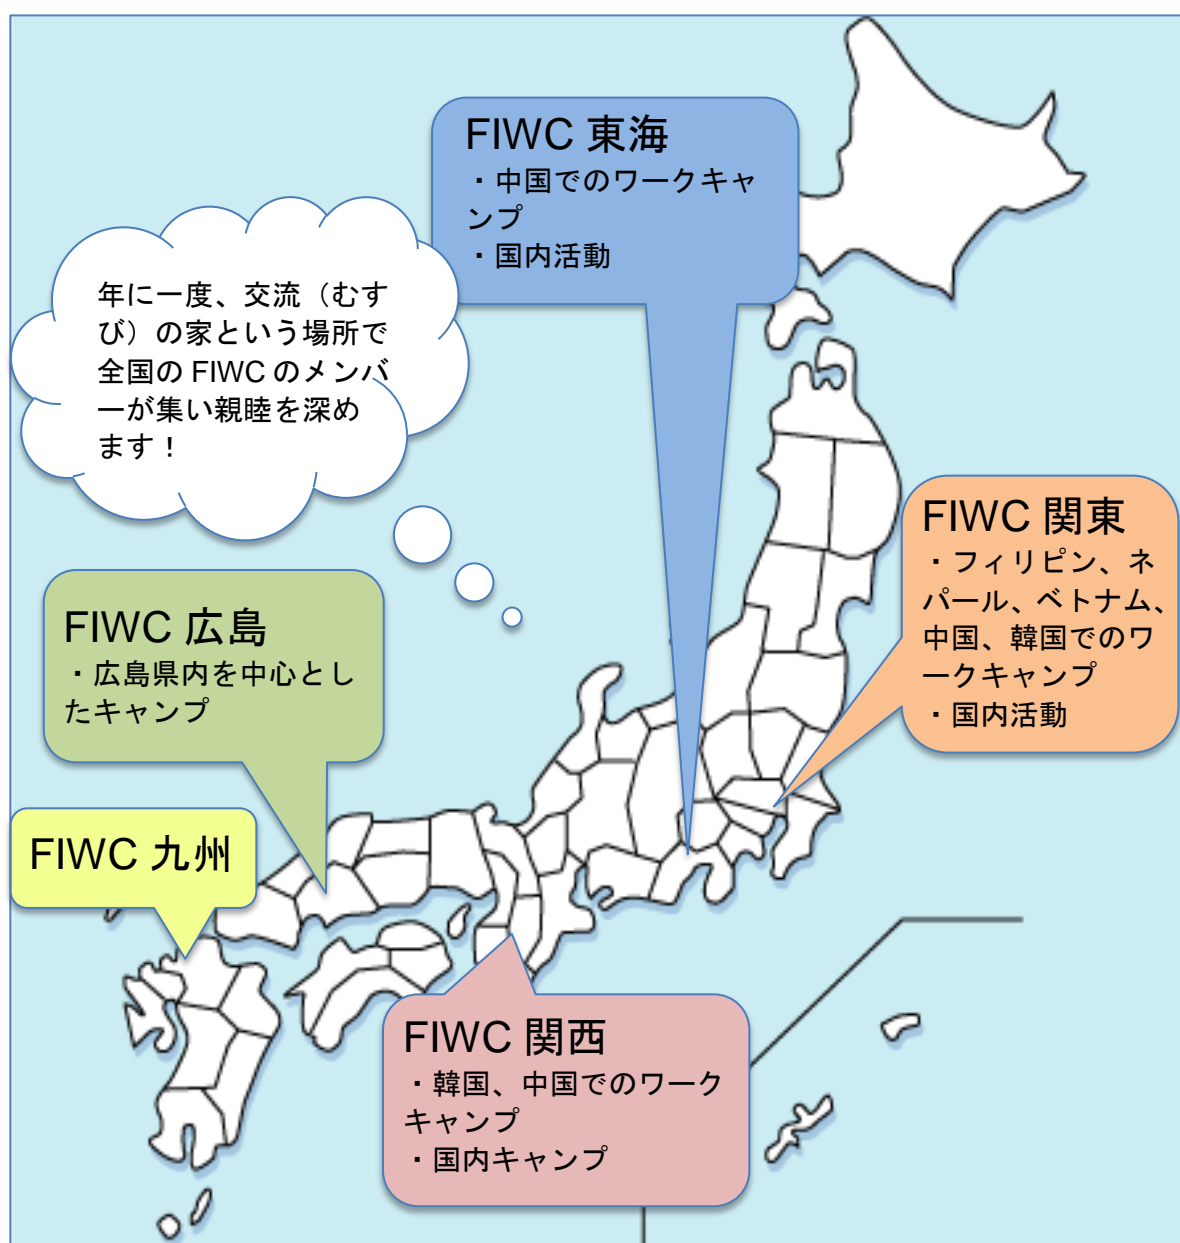 FIWC 東海
・中国でのワークキャ
ンプ
・国内活動
年に一度、交流（むす
び）の家という場所で
全国の FIWC のメンバ
ーが集い親睦を深め
ます！
FIWC 関東
・フィリピン、ネ
パール、ベトナム、
中国、韓国でのワ
ークキャンプ
・国内活動
FIWC 広島
・広島県内を中心とし
たキャンプ
FIWC 九州
FIWC 関西
・韓国、中国でのワーク
キャンプ
・国内キャンプ